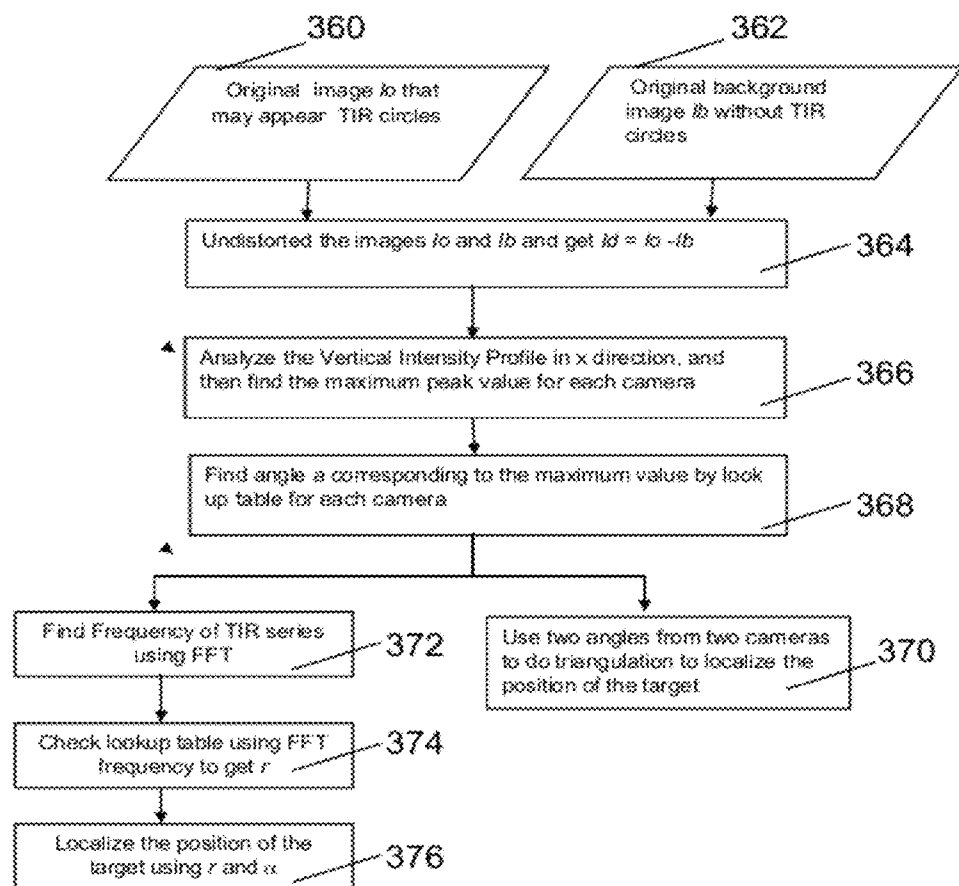 360
362
Original image Io that
may appear TIR circles
Original background
image Ib without TIR
circles
Undistorted the images Io and Ib and get Id = Io -Ib
364
Analyze the Vertical Intensity Profile in x direction, and
then find the maximum peak value for each camera
366
Find angle a corresponding to the maximum value by look
up table for each camera
368
Find Frequency of TIR series
using FFT
372
Use two angles from two cameras
to do triangulation to localize the
position of the target
370
Check lookup table using FFT
frequency to get r
374
Localize the position of the
target using r and α
376